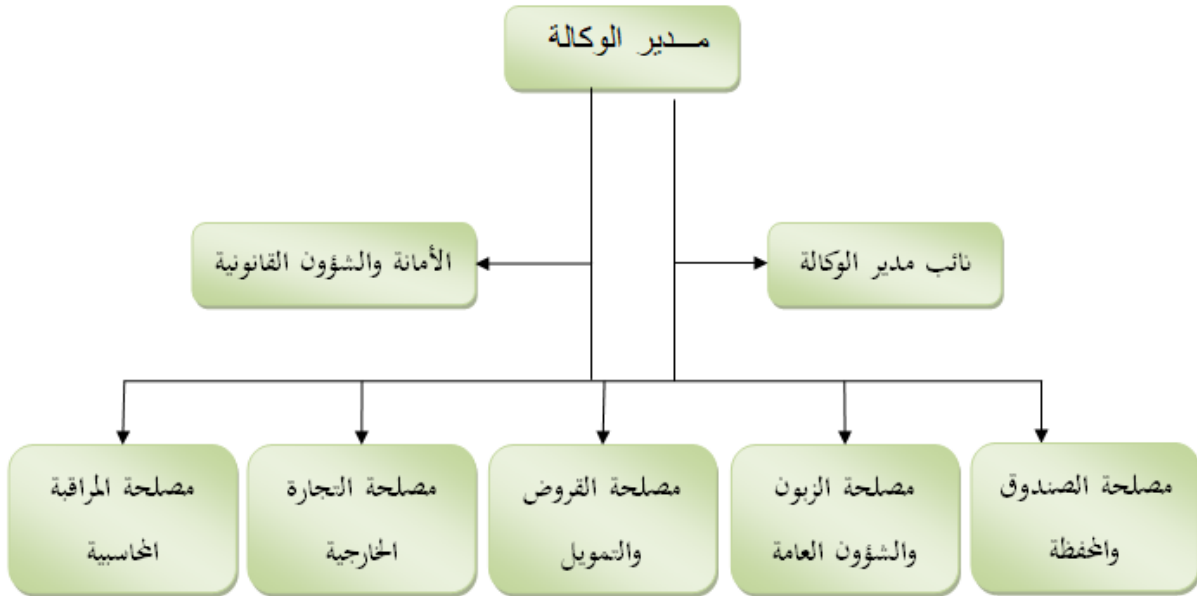 مـــدير الوكالة
نائب مدير الوكالة
الأمانة والشؤون القانونية
مصلحة الصندوق
والمحفظة
مصلحة الزبون
والشؤون العامة
مصلحة القروض
والتمويل
مصلحة التجارة
الخارجية
مصلحة المراقبة
المحاسبية